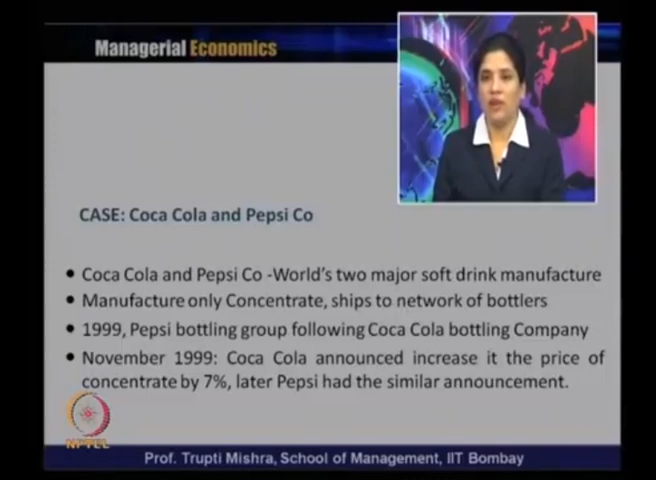 Managerial Economics
CASE: Coca Cola and Pepsi Co
• Coca Cola and Pepsi Co -World's two major soft drink manufacture
• Manufacture only Concentrate, ships to network of bottlers
• 1999, Pepsi bottling group following Coca Cola bottling Company
• November 1999: Coca Cola announced increase it the price of
concentrate by 7%, later Pepsi had the similar announcement.
NPTEL
Prof. Trupti Mishra, School of Management, IIT Bombay